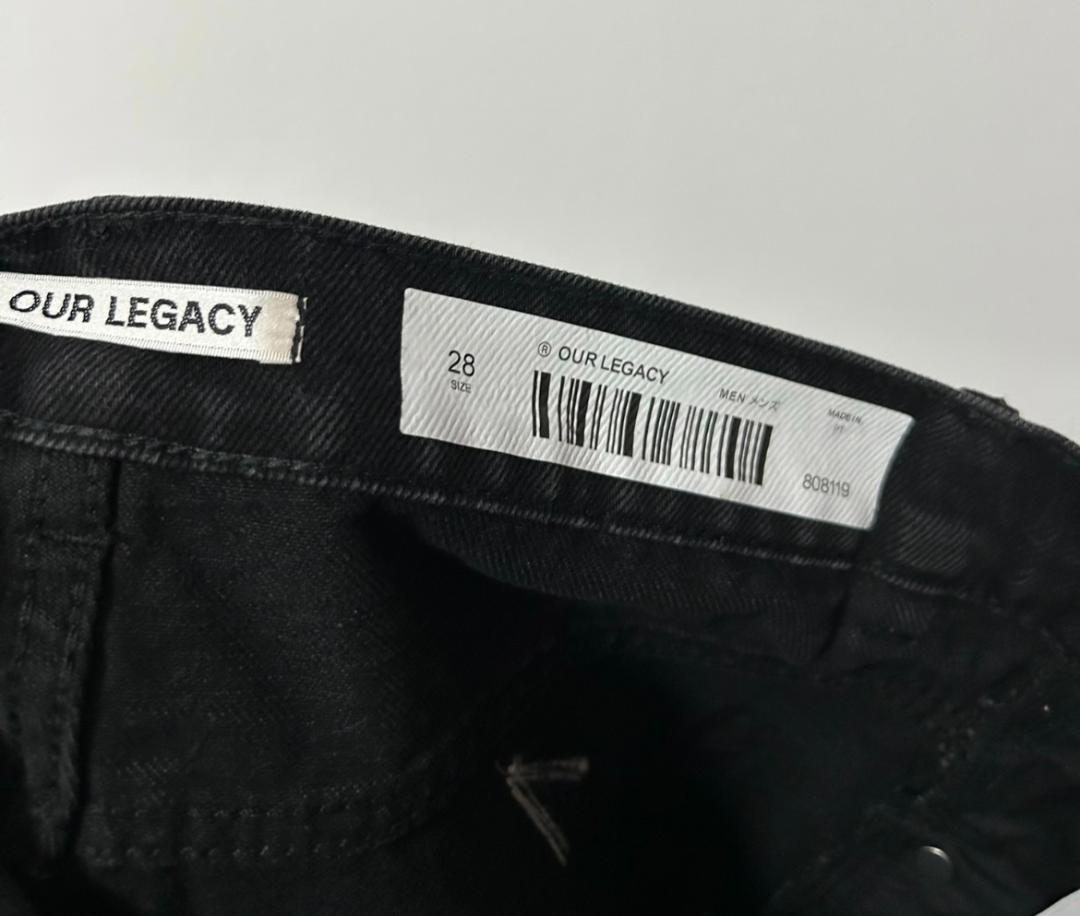 OUR LEGACY
28
SIZE
® OUR LEGACY
MEN メンズ
MADE IN
808119